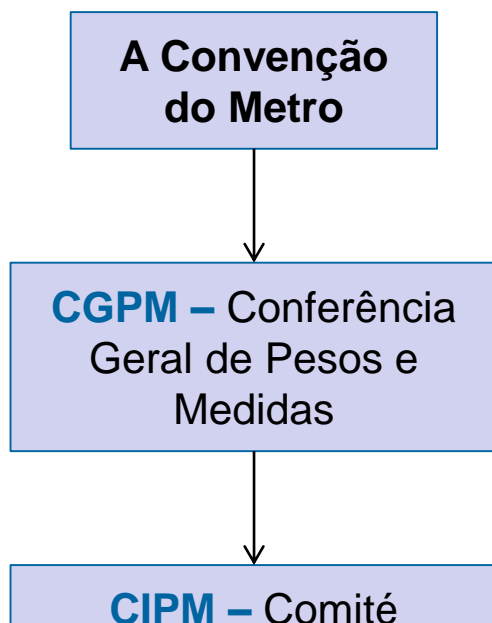 A Convenção
do Metro
CGPM – Conferência
Geral de Pesos e
Medidas
CIPM – Comité